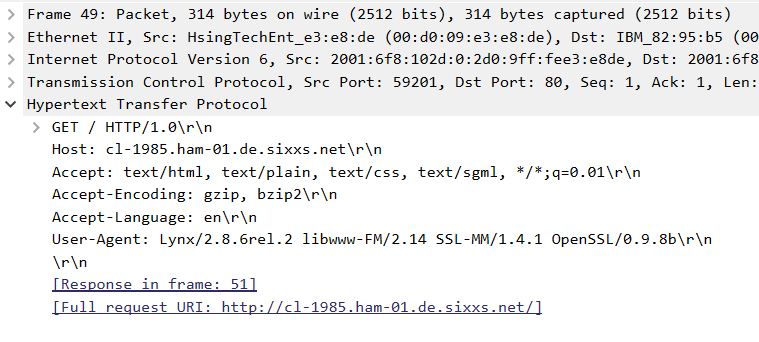 Frame 49: Packet, 314 bytes on wire (2512 bits), 314 bytes captured (2512 bits)
Ethernet II, Src: HsingTechEnt_e3:e8:de (00:d0:09:e3:e8:de), Dst: IBM_82:95:b5 (00
Internet Protocol Version 6, Src: 2001:6f8:102d:0:2d0:9ff:fee3:e8de, Dst: 2001:6f8
Transmission Control Protocol, Src Port: 59201, Dst Port: 80, Seq: 1, Ack: 1, Len:
Hypertext Transfer Protocol
GET / HTTP/1.0\r\n
Host: cl-1985.ham-01.de.sixxs.net\r\n
Accept: text/html, text/plain, text/css, text/sgml, */*;q=0.01\r\n
Accept-Encoding: gzip, bzip2\r\n
Accept-Language: en\r\n
User-Agent: Lynx/2.8.6rel.2 libwww-FM/2.14 SSL-MM/1.4.1 OpenSSL/0.9.8b\r\n
\r\n
[Response in frame: 51]
[Full request URI: http://cl-1985.ham-01.de.sixxs.net/]